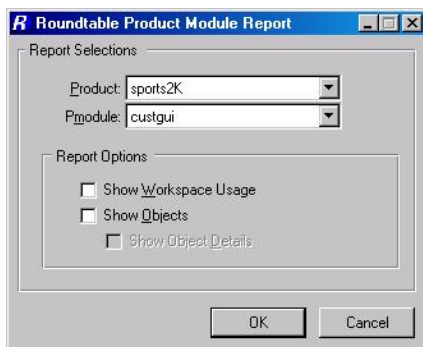 R Roundtable Product Module Report
Report Selections
Product: sports2K
Pmodule: custgui
Report Options
Show Workspace Usage
Show Objects
Show Object Details
OK Cancel